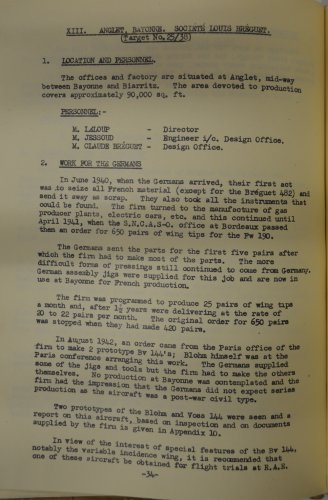 XIII. ANGLET, BAYONNE. SOCIÉTÉ LOUIS BRÉGUET.
(Target No.25/38)
1. LOCATION AND PERSONNEL.
The offices and factory are situated at Anglet, mid-way
between Bayonne and Biarritz. The area devoted to production
covers approximately 90,000 sq. ft.
PERSONNEL:-
M. LALOUP - Director
M. JESSOUD - Engineer i/c. Design Office.
M. CLAUDE BRÉGUET - Design Office.
2. WORK FOR THE GERMANS
In June 1940, when the Germans arrived, their first act
was to seize all French material (except for the Bréguet 482) and
send it away as scrap. They also took all the instruments that
could be found. The firm turned to the manufacture of gas
producer plants, electric cars, etc, and this continued until
April 1941, when the S.N.C.A.S-O. office at Bordeaux passed
them an order for 650 pairs of wing tips for the Fw 190.
The Germans sent the parts for the first five pairs after
which the firm had to make most of the parts. The more
difficult forms of pressings still continued to come from Germany.
German assembly jigs were supplied for this job and are now in
use at Bayonne for French production.
The firm was programmed to produce 25 pairs of wing tips
a month and, after 1½ years were delivering at the rate of
20 to 22 pairs per month. The original order for 650 pairs
was stopped when they had made 420 pairs.
In August 1942, an order came from the Paris office of the
firm to make 2 prototype Bv 144's; Blohm himself was at the
Paris conference arranging this work. The Germans supplied
some of the jigs and tools but the firm had to make the others
themselves. No production at Bayonne was contemplated and the
firm had the impression that the Germans did not expect series
production as the aircraft was a post-war civil type.
Two prototypes of the Blohm and Voss 144 were seen and a
report on this aircraft, based on inspection and on documents
supplied by the firm is given in Appendix 10.
In view of the interest of special features of the Bv 144,
notably the variable incidence wing, it is recommended that
one of these aircraft be obtained for flight trials at R.A.E.
-34-